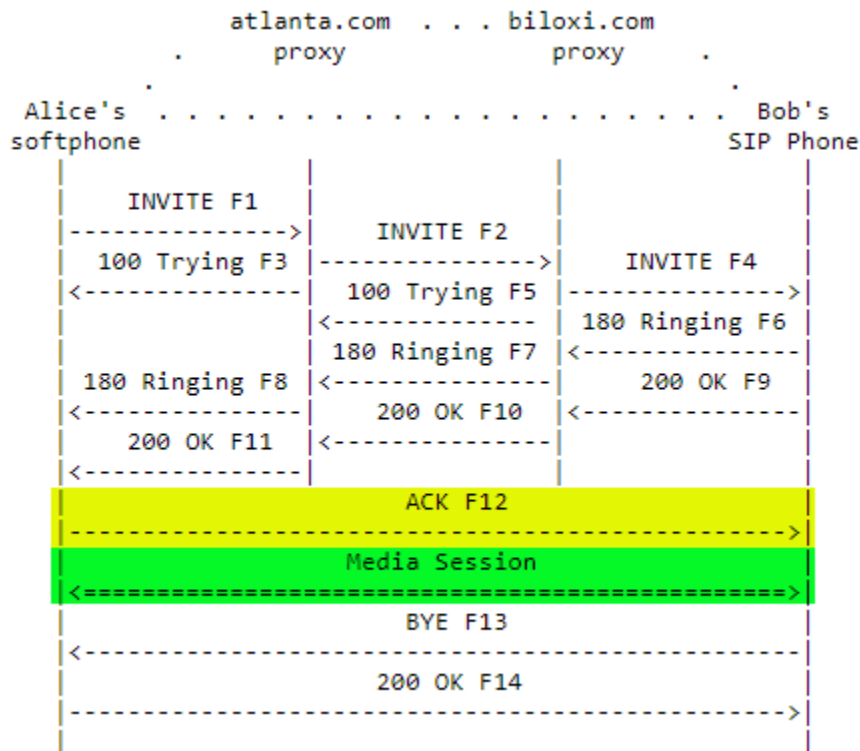 atlanta.com . . . biloxi.com
. proxy proxy .
. .
Alice's . . . . . . . . . . . . . . . . . . . . Bob's
softphone SIP Phone
| | | |
| INVITE F1 | | |
|--------------->| INVITE F2 | |
| 100 Trying F3 |--------------->| INVITE F4 |
|<---------------| 100 Trying F5 |--------------->|
| |<-------------- | 180 Ringing F6 |
| | 180 Ringing F7 |<---------------|
| 180 Ringing F8 |<---------------| 200 OK F9 |
|<---------------| 200 OK F10 |<---------------|
| 200 OK F11 |<---------------| |
|<---------------| | |
| ACK F12 |
|------------------------------------------------->|
| Media Session |
|<================================================>|
| BYE F13 |
|<-------------------------------------------------|
| 200 OK F14 |
|------------------------------------------------->|
| |